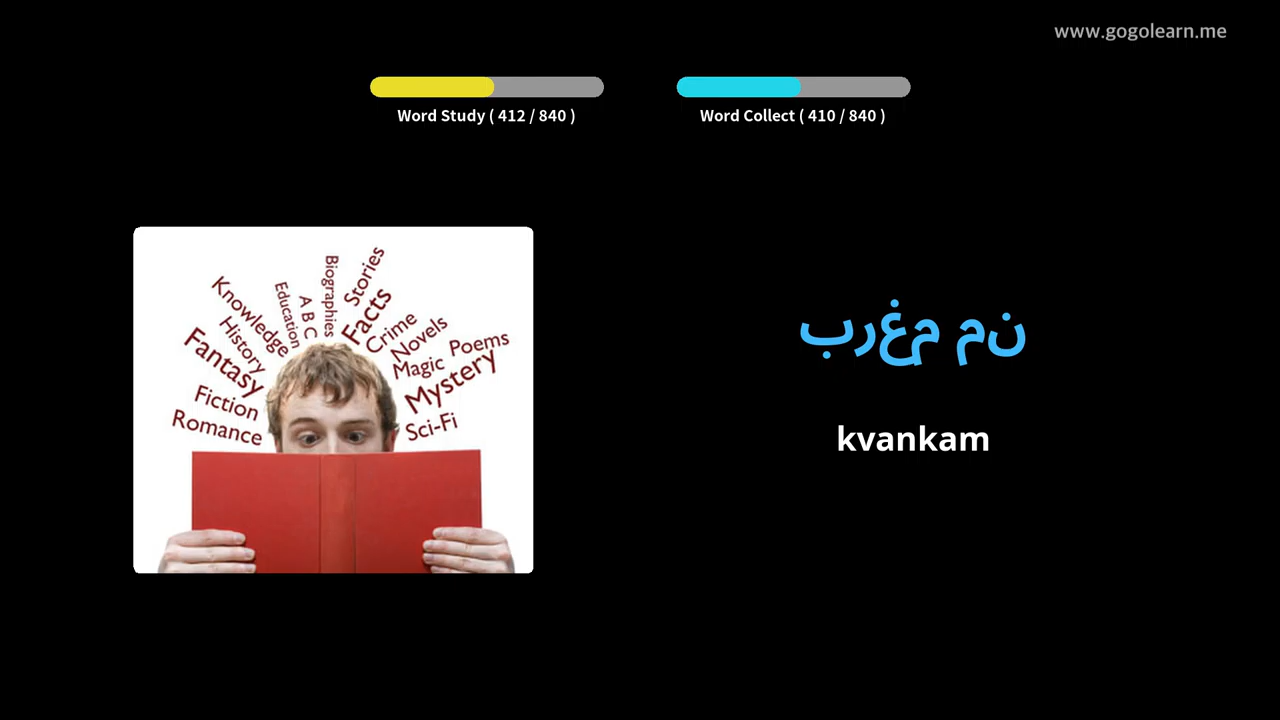 www.gogolearn.me
Word Study ( 412 / 840 )
Word Collect ( 410 / 840 )
Biographies
Stories
Education
A B C
Facts
Knowledge
Crime
History
Novels
Poems
Fantasy
Magic
Mystery
Fiction
Romance
Sci-Fi
برغم من
kvankam